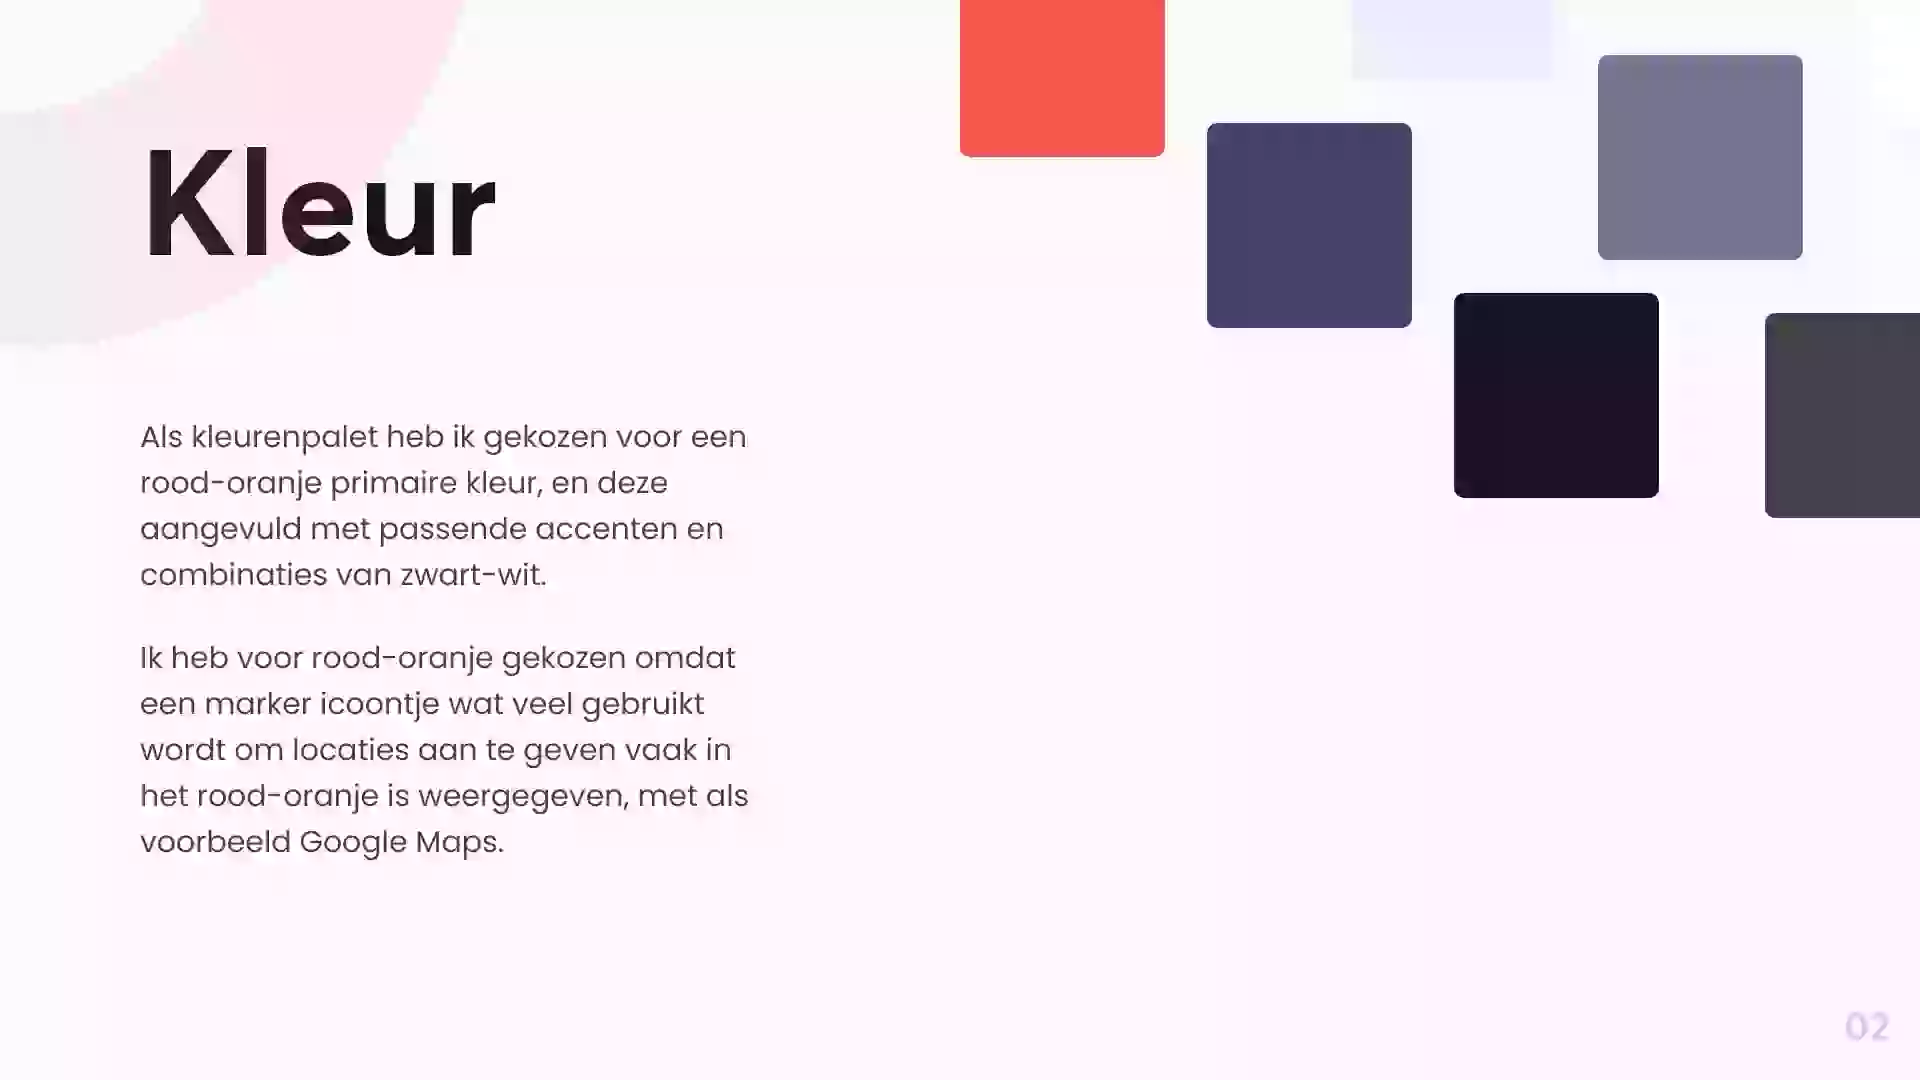 Kleur
Als kleurenpalet heb ik gekozen voor een
rood-oranje primaire kleur, en deze
aangevuld met passende accenten en
combinaties van zwart-wit.
Ik heb voor rood-oranje gekozen omdat
een marker icoontje wat veel gebruikt
wordt om locaties aan te geven vaak in
het rood-oranje is weergegeven, met als
voorbeeld Google Maps.
02